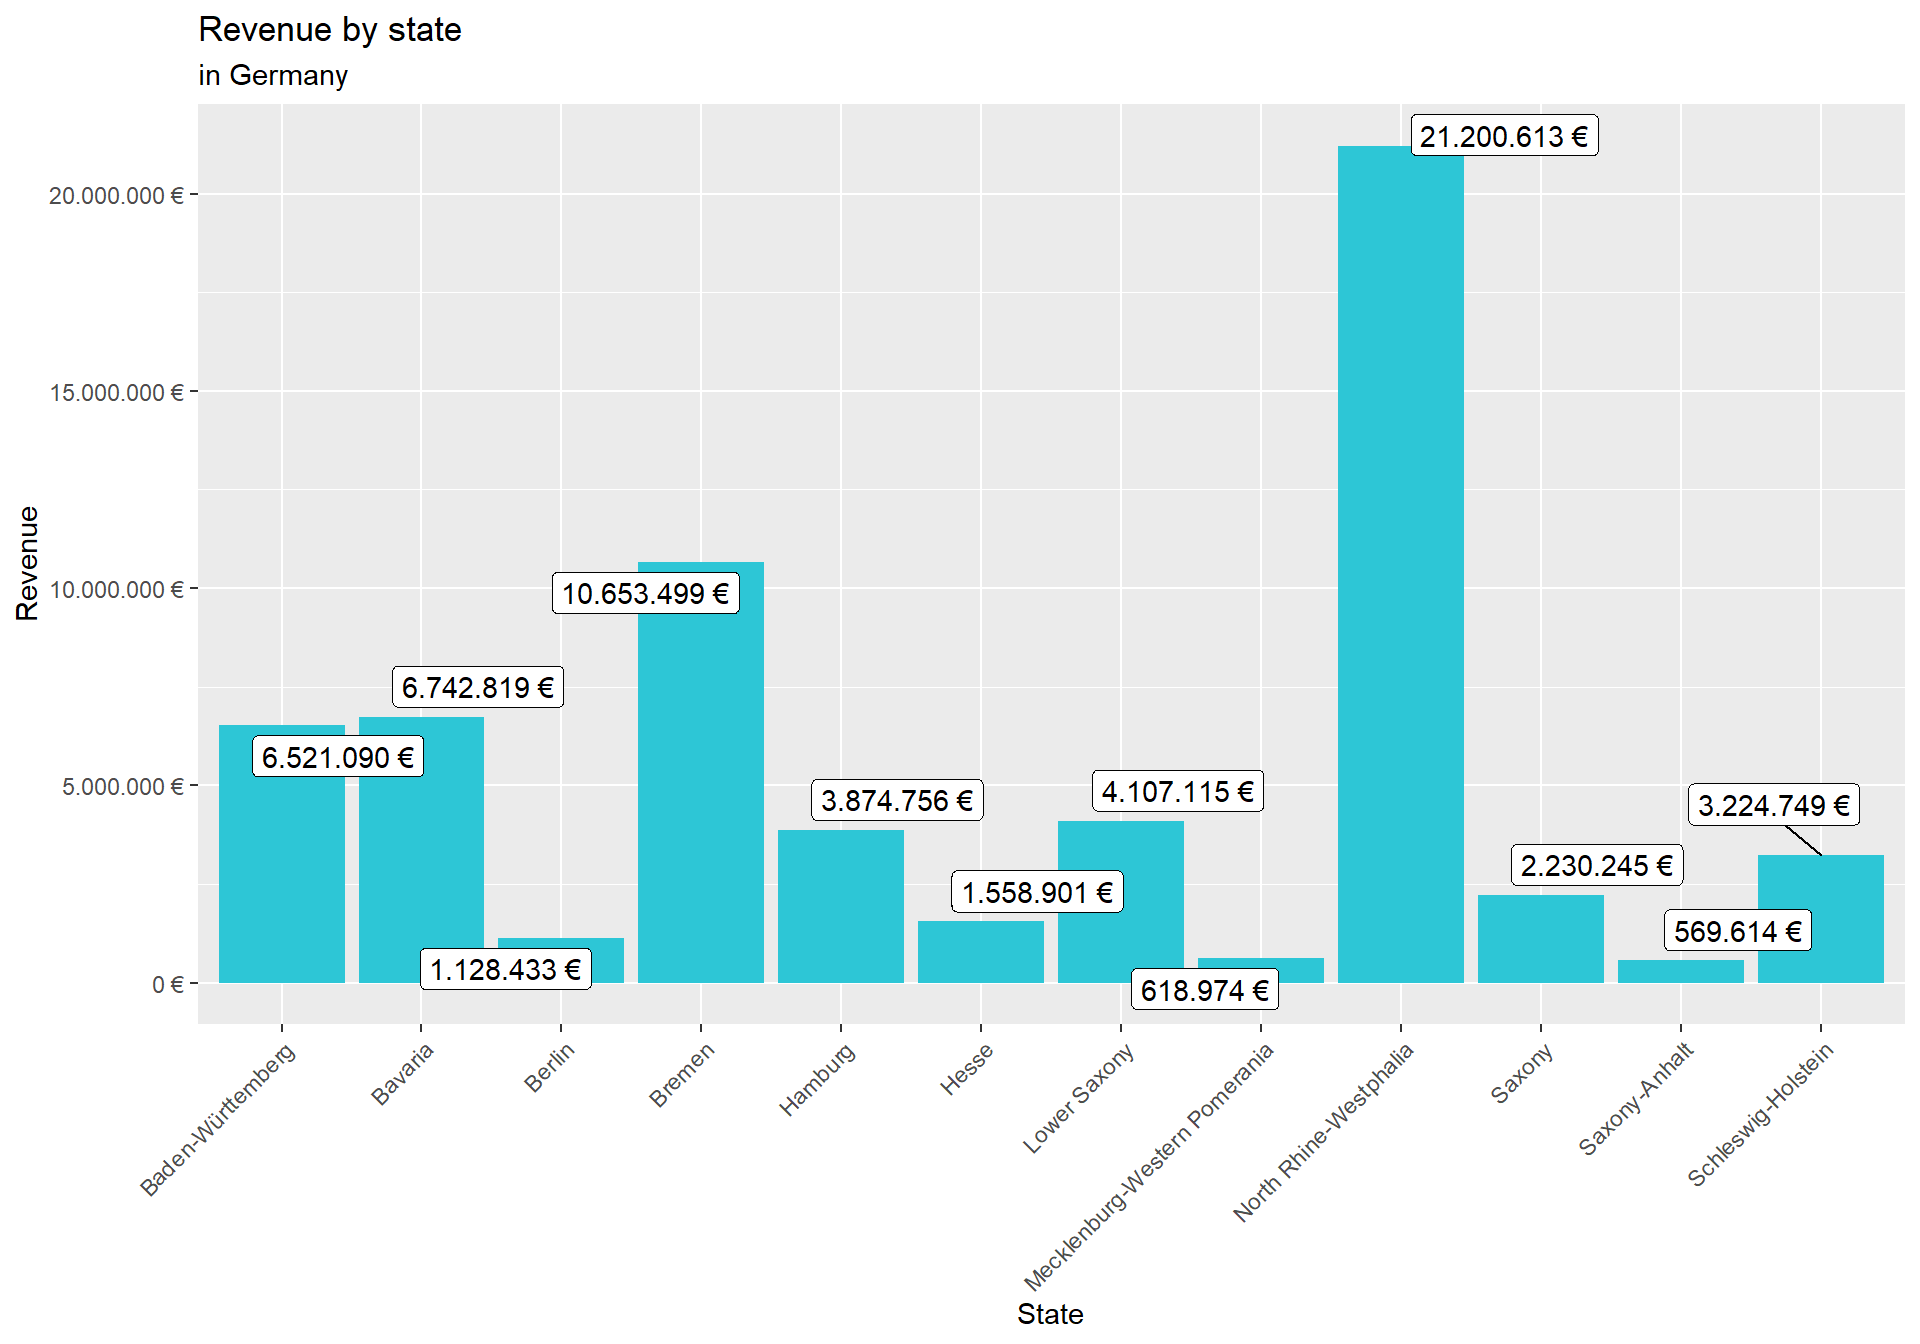 Revenue by state
in Germany
Revenue
20.000.000 €
15.000.000 €
10.000.000 €
5.000.000 €
0 €
21.200.613 €
10.653.499 €
6.742.819 €
6.521.090 €
4.107.115 €
3.874.756 €
3.224.749 €
2.230.245 €
1.558.901 €
569.614 €
1.128.433 €
618.974 €
Baden-Württemberg
Bavaria
Berlin
Bremen
Hamburg
Hesse
Lower Saxony
Mecklenburg-Western Pomerania
North Rhine-Westphalia
Saxony
Saxony-Anhalt
Schleswig-Holstein
State